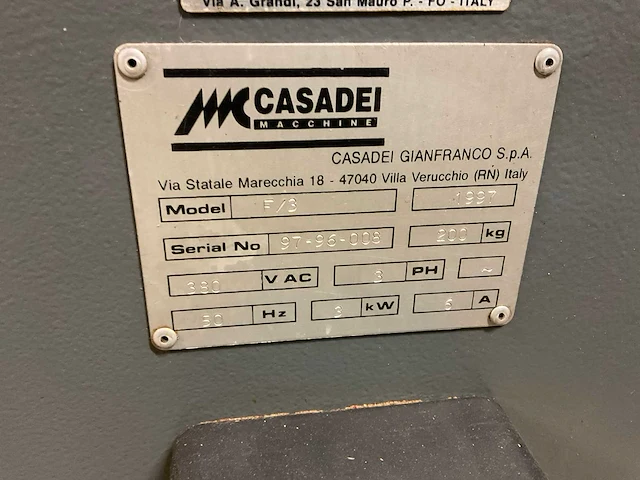 Via A. Grandi, 23 San Mauro P. - FO - ITALY
CASADEI
MACCHINE
CASADEI GIANFRANCO S.p.A.
Via Statale Marecchia 18 - 47040 Villa Verucchio (RN) Italy
Model F/3 1997
Serial No 97-96-008 200 kg
380 V AC 3 PH ~
50 Hz 3 kW 6 A